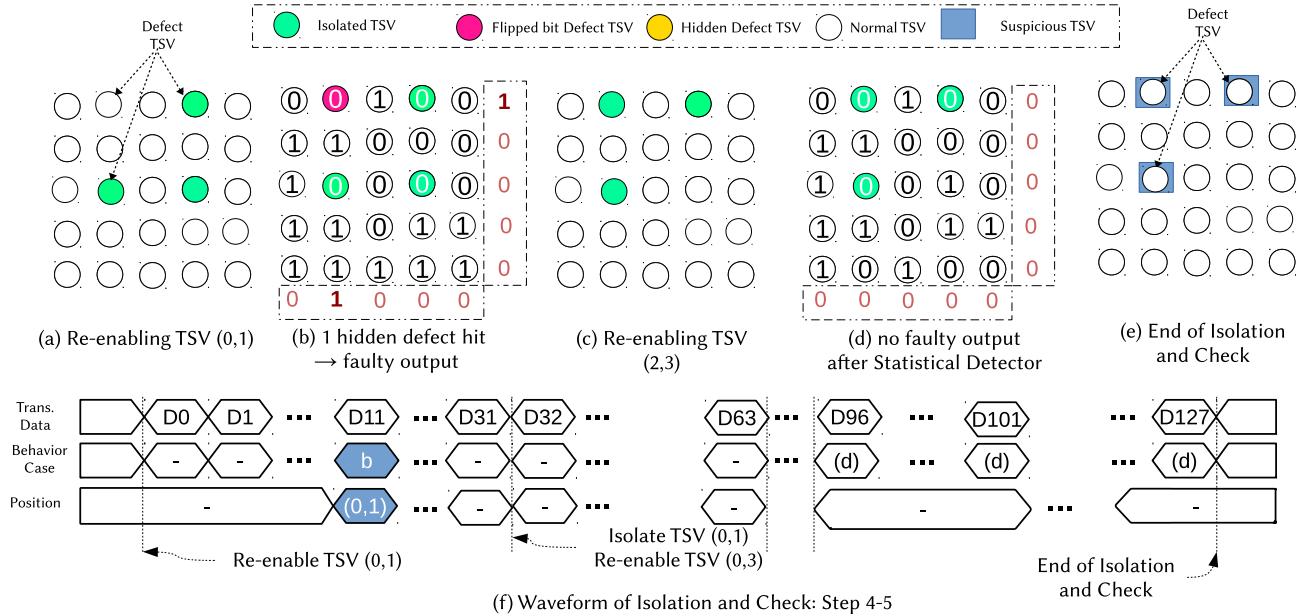 Defect
TSV
Isolated TSV
Flipped bit Defect TSV
Hidden Defect TSV
Normal TSV
Suspicious TSV
Defect
TSV
0 0 1 0 0 1
1 1 0 0 0 0
1 0 0 0 0 0
1 1 0 1 1 0
1 1 1 1 1 0
0 1 0 0 0
0 0 1 0 0 0
1 1 0 0 0 0
1 0 0 1 0 0
1 1 0 1 1 0
1 0 1 0 0 0
0 0 0 0 0
(a) Re-enabling TSV (0,1)
(b) 1 hidden defect hit
→ faulty output
(c) Re-enabling TSV
(2,3)
(d) no faulty output
after Statistical Detector
(e) End of Isolation
and Check
Trans.
Data
D0 D1 ... D11 ... D31 D32 ... D63 ... D96 ... D101 ... D127
Behavior
Case
- - ... b ... - - ... - ... (d) ... (d) ... (d)
Position
- (0,1) ... - - ... - - ... -
Re-enable TSV (0,1)
Isolate TSV (0,1)
Re-enable TSV (0,3)
End of Isolation
and Check
(f) Waveform of Isolation and Check: Step 4-5